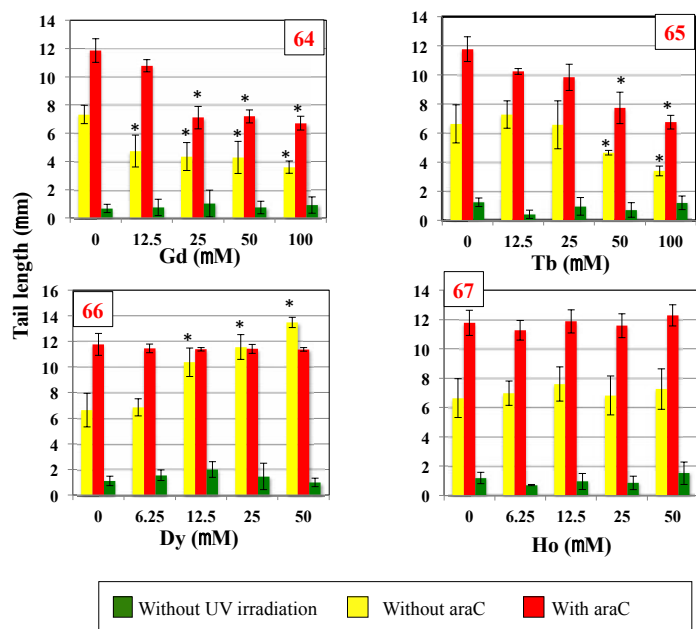 Tail length (mm)
14
12
10
8
6
4
2
0
64
* * * * * * *
0 12.5 25 50 100
Gd (mM)
14
12
10
8
6
4
2
0
65
* * * *
0 12.5 25 50 100
Tb (mM)
16
14
12
10
8
6
4
2
0
66
* * *
0 6.25 12.5 25 50
Dy (mM)
14
12
10
8
6
4
2
0
67
0 6.25 12.5 25 50
Ho (mM)
Without UV irradiation Without araC With araC